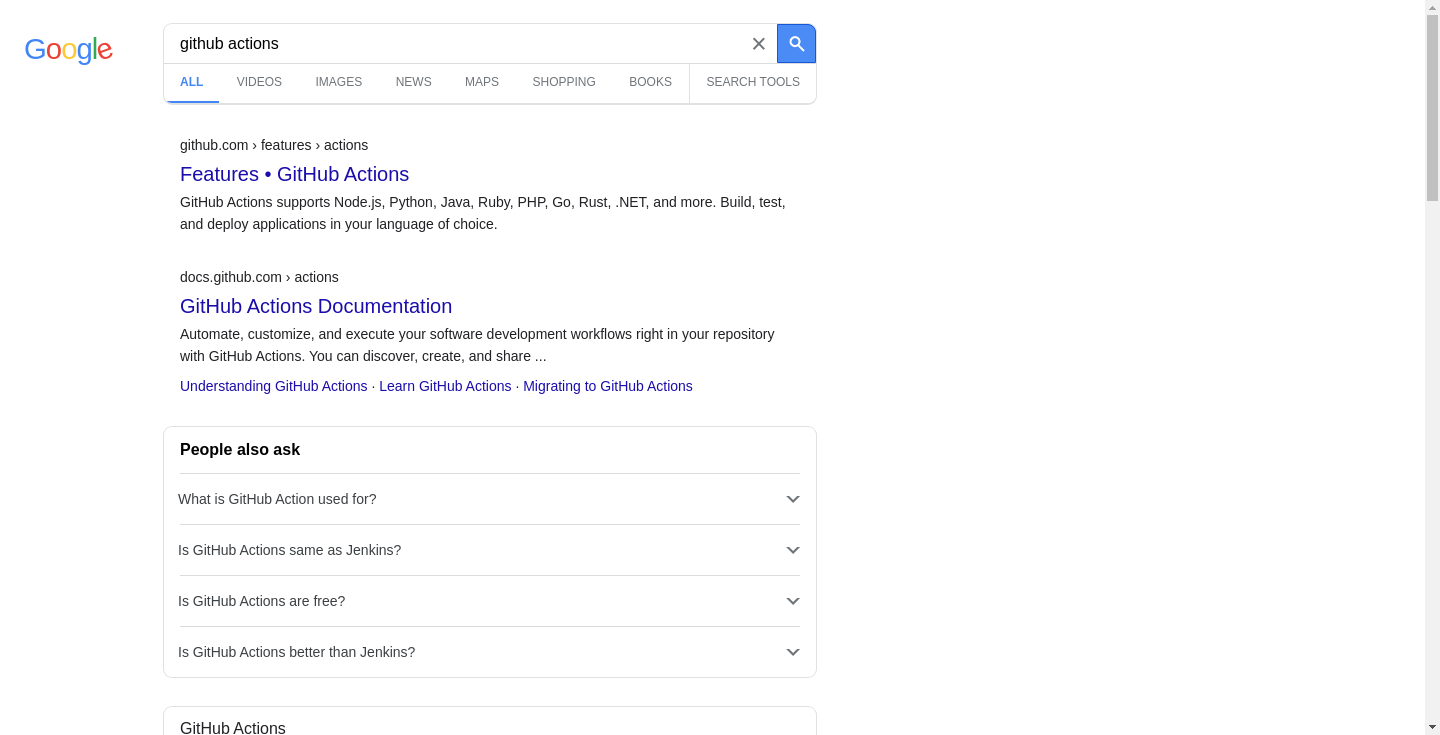 Google
github actions
ALL VIDEOS IMAGES NEWS MAPS SHOPPING BOOKS SEARCH TOOLS
github.com › features › actions
Features • GitHub Actions
GitHub Actions supports Node.js, Python, Java, Ruby, PHP, Go, Rust, .NET, and more. Build, test,
and deploy applications in your language of choice.
docs.github.com › actions
GitHub Actions Documentation
Automate, customize, and execute your software development workflows right in your repository
with GitHub Actions. You can discover, create, and share ...
Understanding GitHub Actions · Learn GitHub Actions · Migrating to GitHub Actions
People also ask
What is GitHub Action used for?
Is GitHub Actions same as Jenkins?
Is GitHub Actions are free?
Is GitHub Actions better than Jenkins?
GitHub Actions